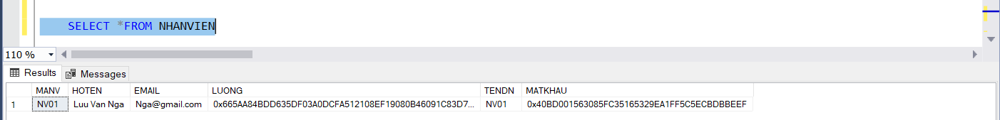 SELECT *FROM NHANVIEN
110 %
Results Messages
MANV HOTEN EMAIL LUONG TENDN MATKHAU
1 NV01 Luu Van Nga Nga@gmail.com 0x665AA84BDD635DF03A0DCFA512108EF19080B46091C83D7... NV01 0x40BD001563085FC35165329EA1FF5C5ECBDBBEEF